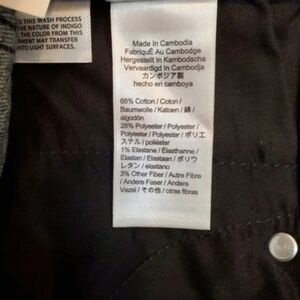 TO THIS WASH PROCESS
THE NATURE OF INDIGO
, THE COLOR FROM THIS
MENT MAY TRANSFER
NTO LIGHT SURFACES.
Made In Cambodia
FabriquÉ Au Cambodge
Hergestellt In Kambodscha
Vervaardigd In Cambodja
カンボジア製
hecho en camboya
68% Cotton / Coton /
Baumwolle / Katoen / 綿 /
algodón
28% Polyester / Polyester /
Polyester / Polyester / ポリエ
ステル / poliéster
1% Elastane / Élasthanne /
Elastan / Elastaan / ポリウ
レタン / elastano
3% Other Fiber / Autre Fibre
/ Andere Faser / Andere
Vezel / その他 / otras fibras